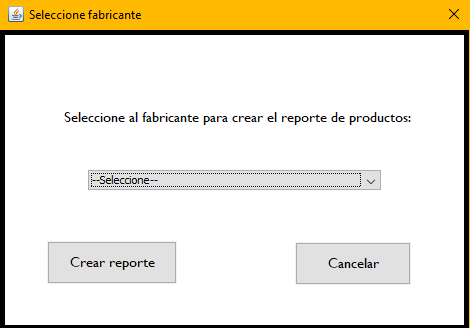 Seleccione fabricante
Seleccione al fabricante para crear el reporte de productos:
--Seleccione--
Crear reporte
Cancelar